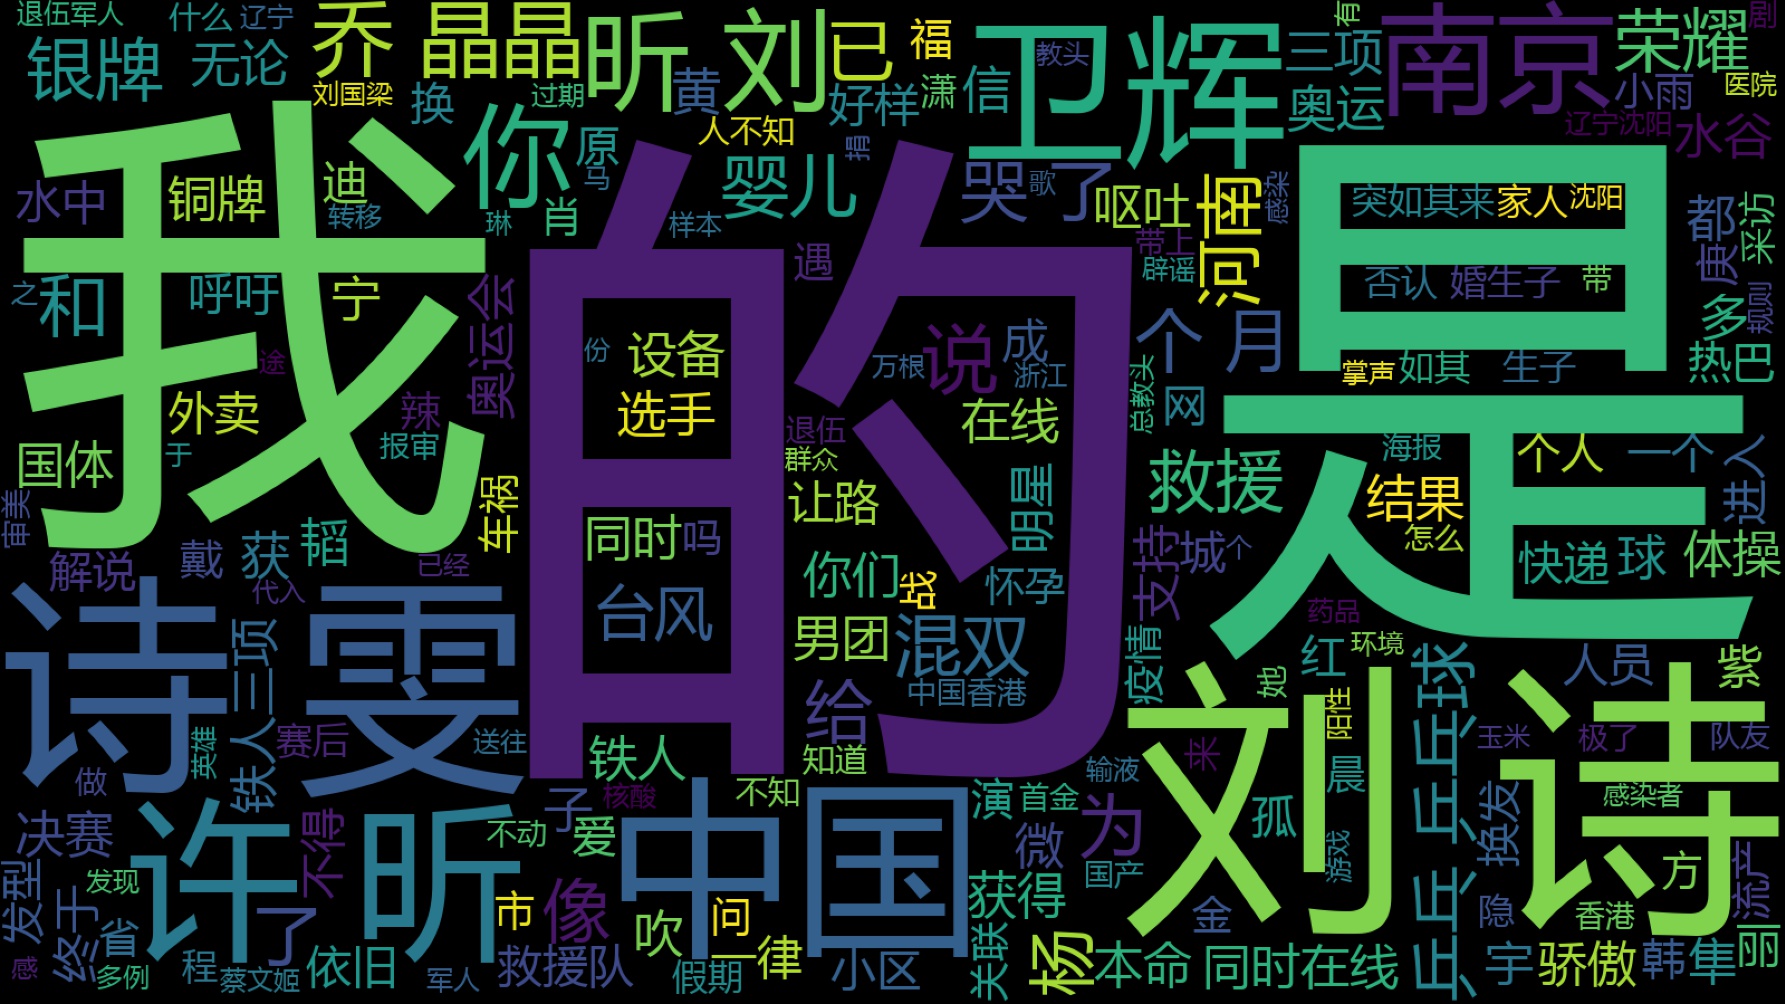 退伍军人
什么
辽宁
乔
晶晶
昕
刘
已
福
卫辉
教头
有
三项
南京
荣耀
剧
银牌
无论
刘国梁
换
过期
黄
好样
潇
信
奥运
小雨
医院
我
你
原
人不知
捐
辽宁沈阳
水谷
水中
铜牌
迪
转移
琳
肖
马
婴儿
样本
的
哭了
歌
呕吐
河南
感染
是
突如其来
家人
沈阳
都
采访
庚
之
和
呼吁
宁
奥运会
遇
带上
辟谣
否认
婚生子
带
多
规则
途
份
设备
说
成
万根
浙江
个
月
掌声
如其
生子
热巴
外卖
辣
选手
在线
总教头
网
国体
于
报审
退伍
群众
海报
个人
一个
进入
审美
车祸
让路
明星
救援
结果
怎么
解说
戴
获
韬
已经
同时
吗
你们
战
怀孕
支持
城
个
快递
球
体操
代入
诗
雯
台风
男团
混双
疫情
药品
红
环境
乒乓球
人员
紫
铁人三项
英雄
赛后
送往
给
中国香港
她
阳性
刘
诗
做
铁人
知道
输液
米
晨
玉米
极了
队友
决赛
许
昕
不得
子
核酸
不动
爱
不知
中国
演
首金
微
为
孤
游戏
换发
感染者
发型
发现
终于
省
了
市
像
吹
问
国产
获得
金
乒乓
隐
方
香港
流产
感
多例
程
蔡文姬
依旧
军人
救援队
假期
一律
小区
关联
杨
本命
同时在线
宇
骄傲
韩
隼
丽